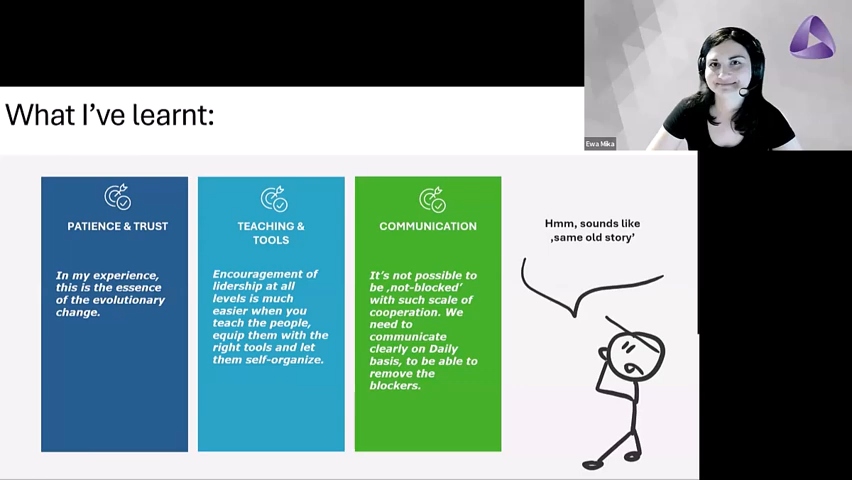 What I've learnt:
Ewa Mika
PATIENCE & TRUST
In my experience,
this is the essence
of the evolutionary
change.
TEACHING &
TOOLS
Encouragement of
lidership at all
levels is much
easier when you
teach the people,
equip them with the
right tools and let
them self-organize.
COMMUNICATION
It's not possible to
be ‚not-blocked'
with such scale of
cooperation. We
need to
communicate
clearly on Daily
basis, to be able to
remove the
blockers.
Hmm, sounds like
‚same old story'